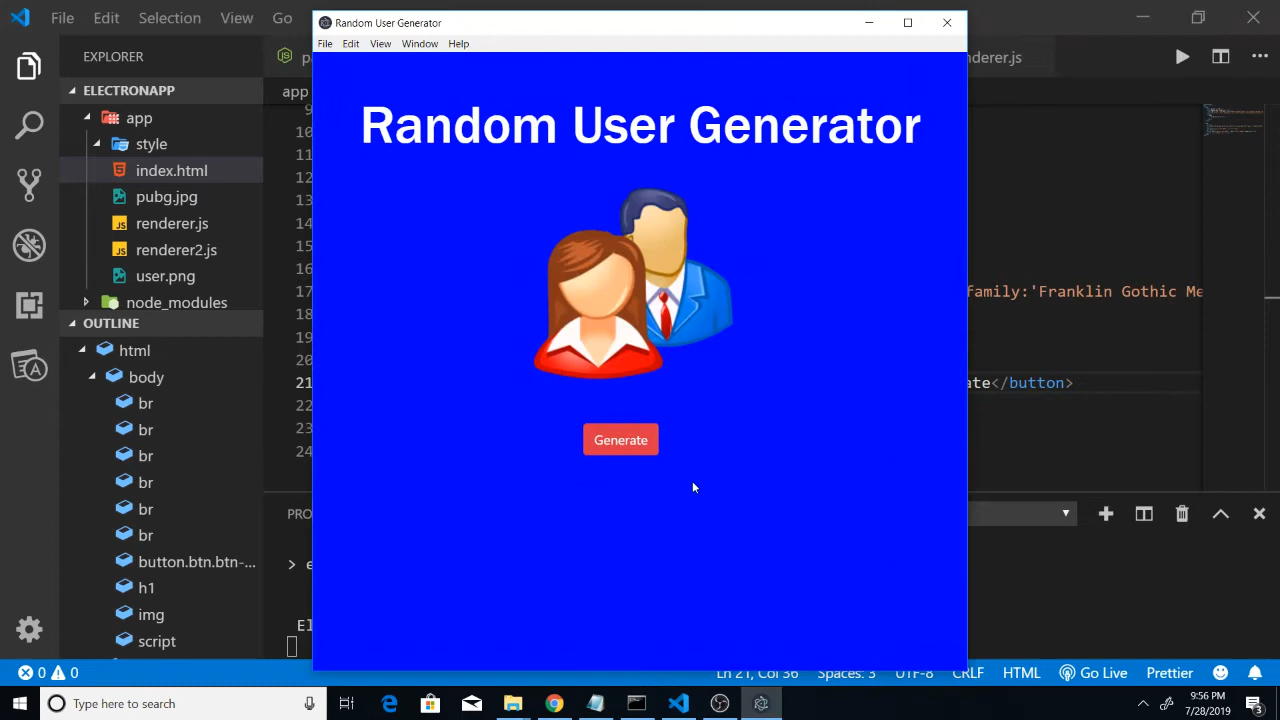 File Edit Selection View Go
Random User Generator
File Edit View Window Help
EXPLORER
ELECTRONAPP
app
style
index.html
pubg.jpg
renderer.js
renderer2.js
user.png
node_modules
OUTLINE
html
body
br
br
br
br
br
br
button.btn.btn-...
h1
img
script
app
nderer.js
9
10
11
12
13
14
15
16
17
18
19
20
21
22
23
24
Random User Generator
Generate
family:'Franklin Gothic Me
ate</button>
PRO
> e
El
0 0
Ln 21, Col 36 Spaces: 3 UTF-8 CRLF HTML Go Live Prettier
Type here to search
9:56 PM
7/28/2019
3